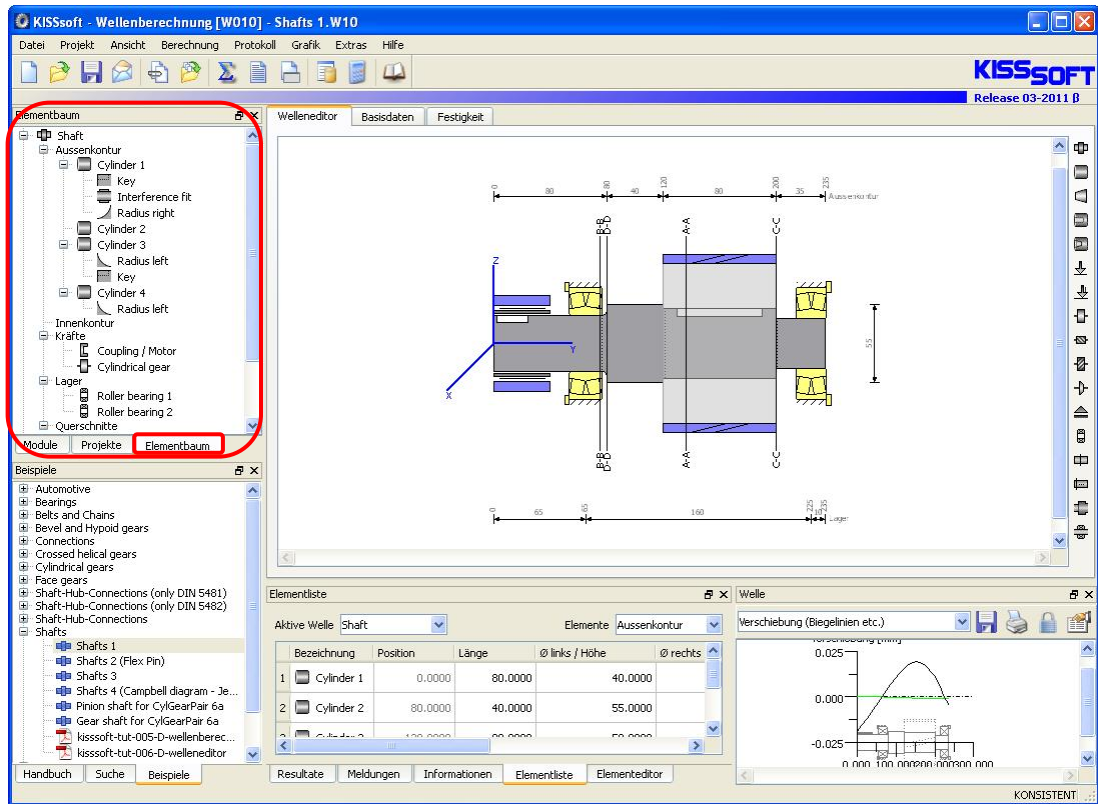 KISSsoft - Wellenberechnung [W010] - Shafts 1.W10
Datei Projekt Ansicht Berechnung Protokoll Grafik Extras Hilfe
KISSsoft
Release 03-2011 β
Elementbaum
Shaft
Aussenkontur
Cylinder 1
Key
Interference fit
Radius right
Cylinder 2
Cylinder 3
Radius left
Key
Cylinder 4
Radius left
Innenkontur
Kräfte
Coupling / Motor
Cylindrical gear
Lager
Roller bearing 1
Roller bearing 2
Querschnitte
Module Projekte Elementbaum
Welleneditor Basisdaten Festigkeit
0 80 80 40 120 80 200 35 235
Aussenkontur
B-B D-D A-A C-C
Z
Y
X
55
B-B D-D A-A C-C
0 65 65 160 225 10 235
Lager
Beispiele
Automotive
Bearings
Belts and Chains
Bevel and Hypoid gears
Connections
Crossed helical gears
Cylindrical gears
Face gears
Shaft-Hub-Connections (only DIN 5481)
Shaft-Hub-Connections (only DIN 5482)
Shaft-Hub-Connections
Shafts
Shafts 1
Shafts 2 (Flex Pin)
Shafts 3
Shafts 4 (Campbell diagram - Je...
Pinion shaft for CylGearPair 6a
Gear shaft for CylGearPair 6a
kisssoft-tut-005-D-wellenberec...
kisssoft-tut-006-D-welleneditor
Handbuch Suche Beispiele
Elementliste
Aktive Welle Shaft Elemente Aussenkontur
Bezeichnung Position Länge Ø links / Höhe Ø rechts
1 Cylinder 1 0.0000 80.0000 40.0000
2 Cylinder 2 80.0000 40.0000 55.0000
Resultate Meldungen Informationen Elementliste Elementeditor
Welle
Verschiebung (Biegelinien etc.)
Verschiebung [mm]
0.025
0.000
-0.025
KONSISTENT